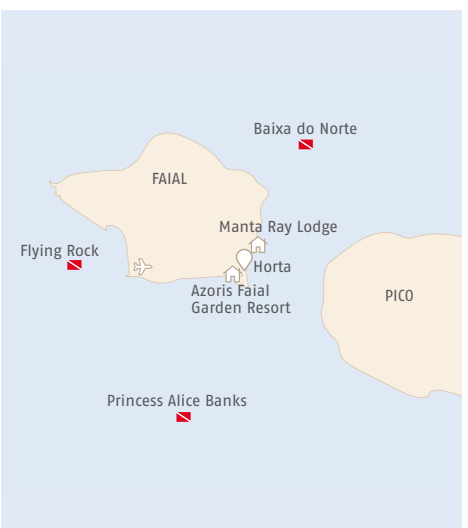 Baixa do Norte
FAIAL
Manta Ray Lodge
Flying Rock
Horta
Azoris Faial
Garden Resort
PICO
Princess Alice Banks